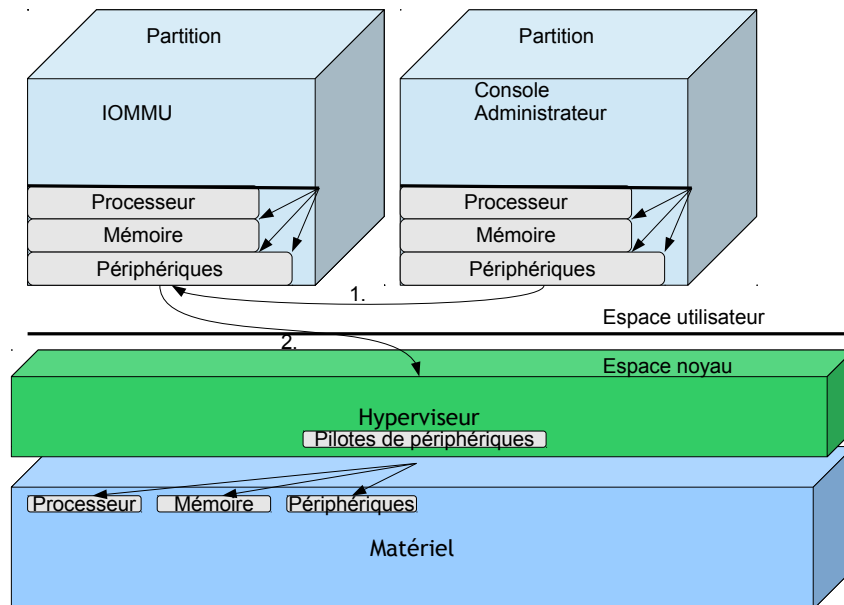 Partition
Partition
IOMMU
Console
Administrateur
Processeur
Processeur
Mémoire
Mémoire
Périphériques
Périphériques
1.
Espace utilisateur
2.
Espace noyau
Hyperviseur
Pilotes de périphériques
Processeur
Mémoire
Périphériques
Matériel